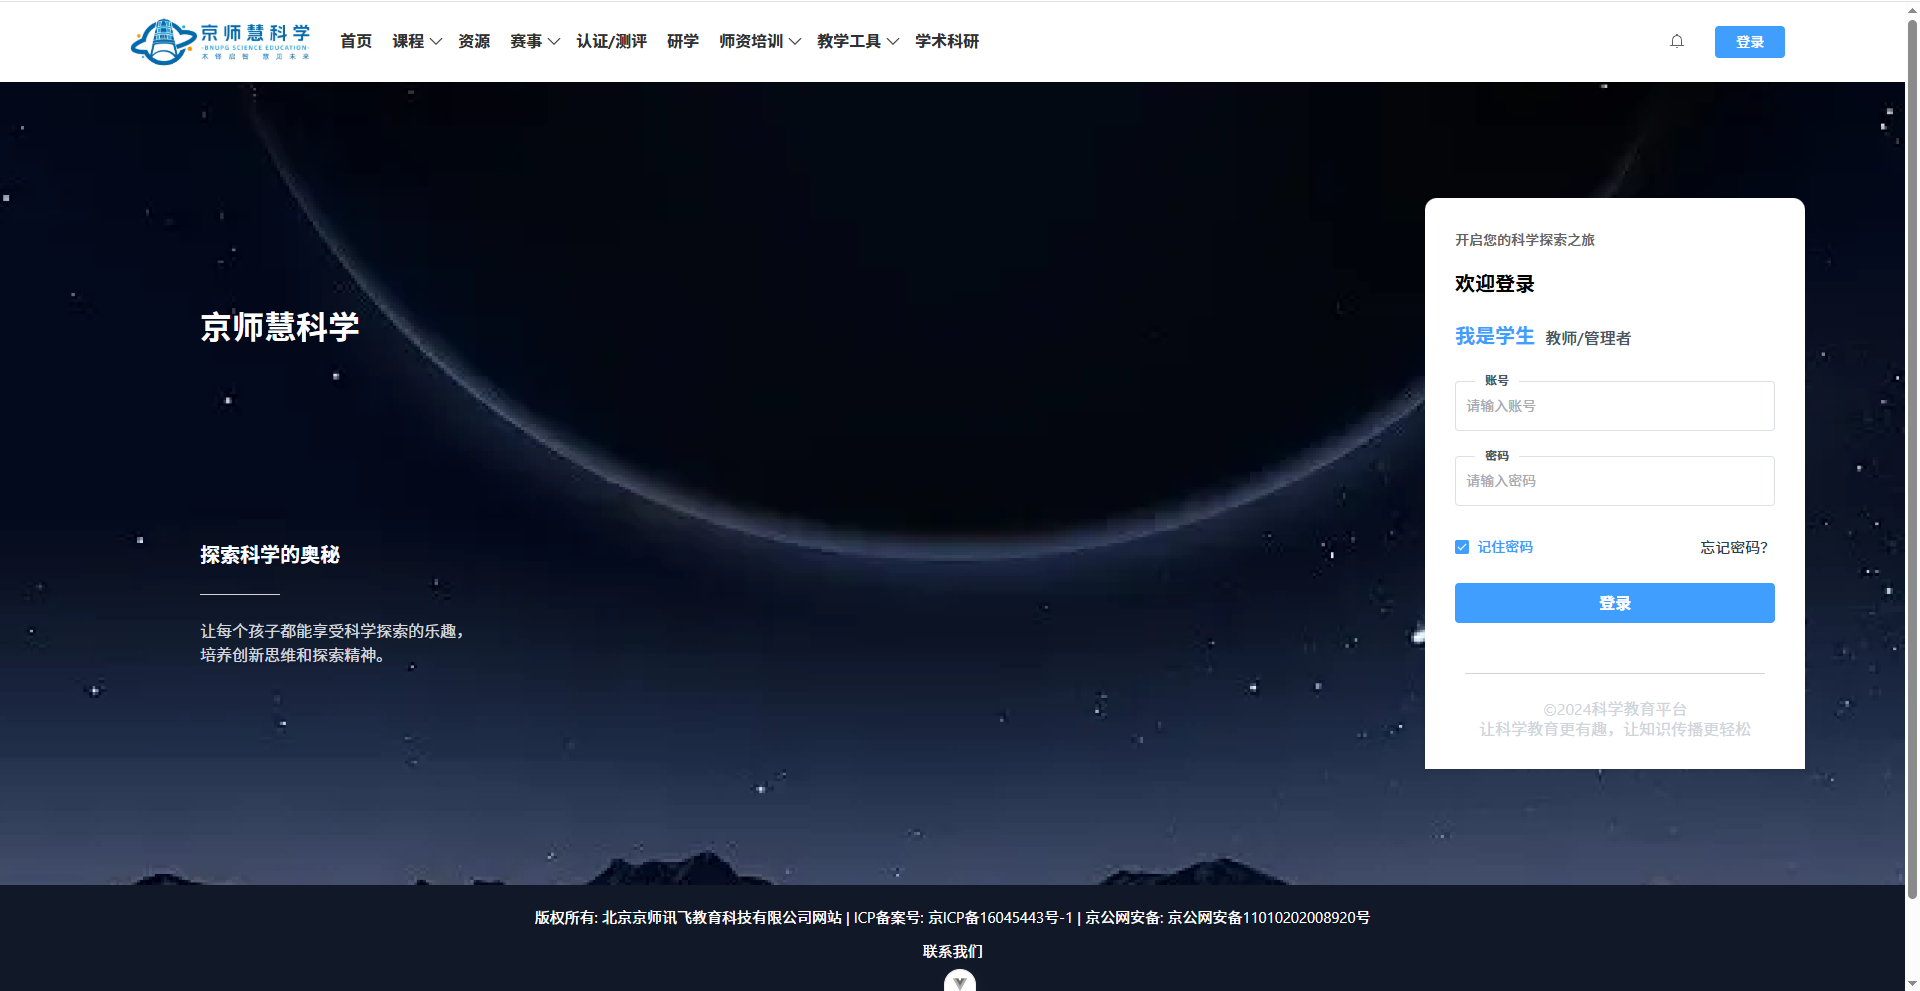 京师慧科学
·BNUPG SCIENCE EDUCATION·
木铎启智 慧见未来
首页
课程
资源
赛事
认证/测评
研学
师资培训
教学工具
学术科研
登录
京师慧科学
探索科学的奥秘
让每个孩子都能享受科学探索的乐趣，
培养创新思维和探索精神。
开启您的科学探索之旅
欢迎登录
我是学生 教师/管理者
账号
请输入账号
密码
请输入密码
记住密码 忘记密码？
登录
©2024科学教育平台
让科学教育更有趣，让知识传播更轻松
版权所有: 北京京师讯飞教育科技有限公司网站 | ICP备案号: 京ICP备16045443号-1 | 京公网安备: 京公网安备11010202008920号
联系我们